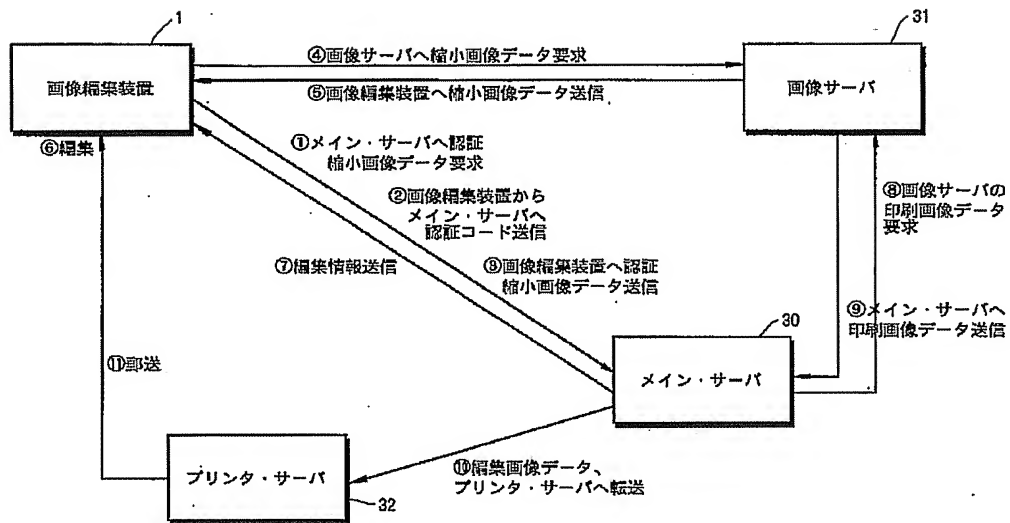 1
31
画像編集装置
④画像サーバへ縮小画像データ要求
⑤画像編集装置へ縮小画像データ送信
画像サーバ
⑥編集
①メイン・サーバへ認証
縮小画像データ要求
②画像編集装置から
メイン・サーバへ
認証コード送信
⑧画像サーバの
印刷画像データ
要求
⑦編集情報送信
③画像編集装置へ認証
縮小画像データ送信
⑨メイン・サーバへ
印刷画像データ送信
30
メイン・サーバ
⑪郵送
プリンタ・サーバ
32
⑩編集画像データ、
プリンタ・サーバへ転送